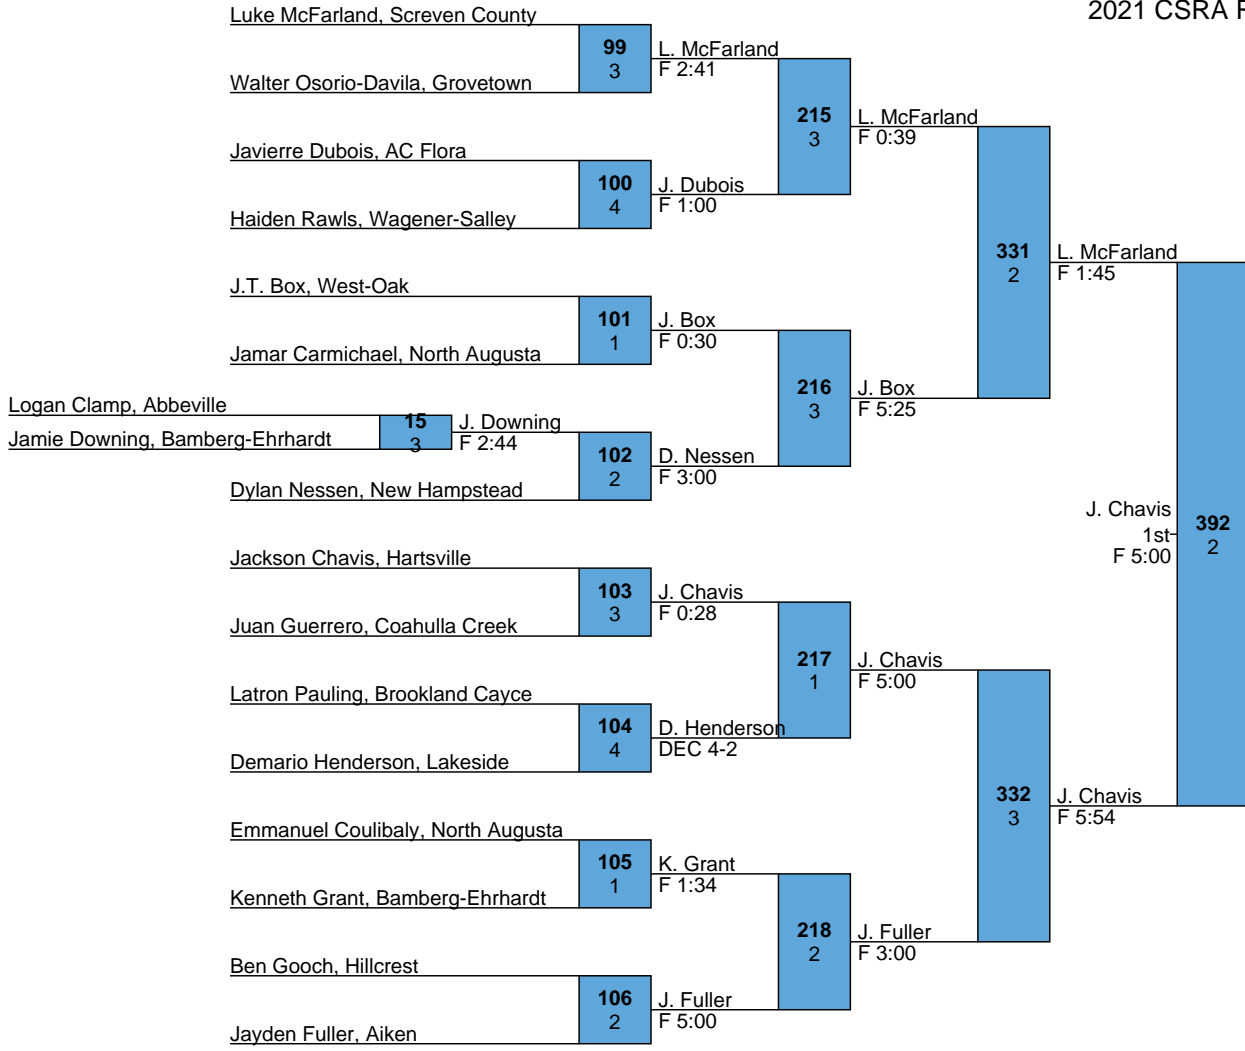 2021 CSRA
Luke McFarland, Screven County
99
3
L. McFarland
F 2:41
Walter Osorio-Davila, Grovetown
215
3
L. McFarland
F 0:39
Javierre Dubois, AC Flora
100
4
J. Dubois
F 1:00
Haiden Rawls, Wagener-Salley
331
2
L. McFarland
F 1:45
J.T. Box, West-Oak
101
1
J. Box
F 0:30
Jamar Carmichael, North Augusta
216
3
J. Box
F 5:25
Logan Clamp, Abbeville
15
3
J. Downing
F 2:44
Jamie Downing, Bamberg-Ehrhardt
102
2
D. Nessen
F 3:00
Dylan Nessen, New Hampstead
J. Chavis
1st
F 5:00
392
2
Jackson Chavis, Hartsville
103
3
J. Chavis
F 0:28
Juan Guerrero, Coahulla Creek
217
1
J. Chavis
F 5:00
Latron Pauling, Brookland Cayce
104
4
D. Henderson
DEC 4-2
Demario Henderson, Lakeside
332
3
J. Chavis
F 5:54
Emmanuel Coulibaly, North Augusta
105
1
K. Grant
F 1:34
Kenneth Grant, Bamberg-Ehrhardt
218
2
J. Fuller
F 3:00
Ben Gooch, Hillcrest
106
2
J. Fuller
F 5:00
Jayden Fuller, Aiken